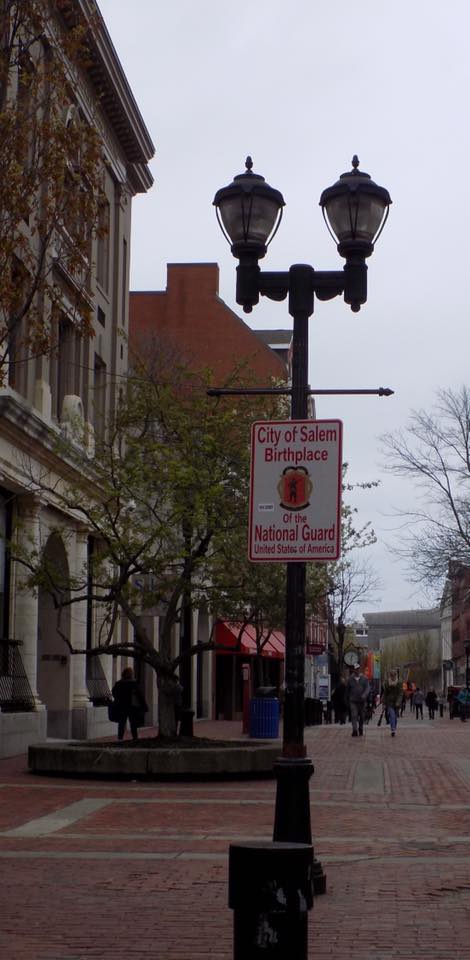 City of Salem
Birthplace
Of the
National Guard
United States of America